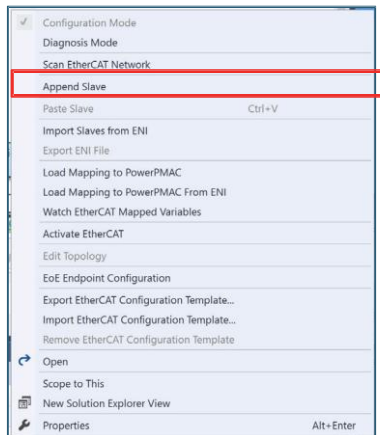 Configuration Mode
Diagnosis Mode
Scan EtherCAT Network
Append Slave
Paste Slave Ctrl+V
Import Slaves from ENI
Export ENI File
Load Mapping to PowerPMAC
Load Mapping to PowerPMAC From ENI
Watch EtherCAT Mapped Variables
Activate EtherCAT
Edit Topology
EoE Endpoint Configuration
Export EtherCAT Configuration Template...
Import EtherCAT Configuration Template...
Remove EtherCAT Configuration Template
Open
Scope to This
New Solution Explorer View
Properties Alt+Enter